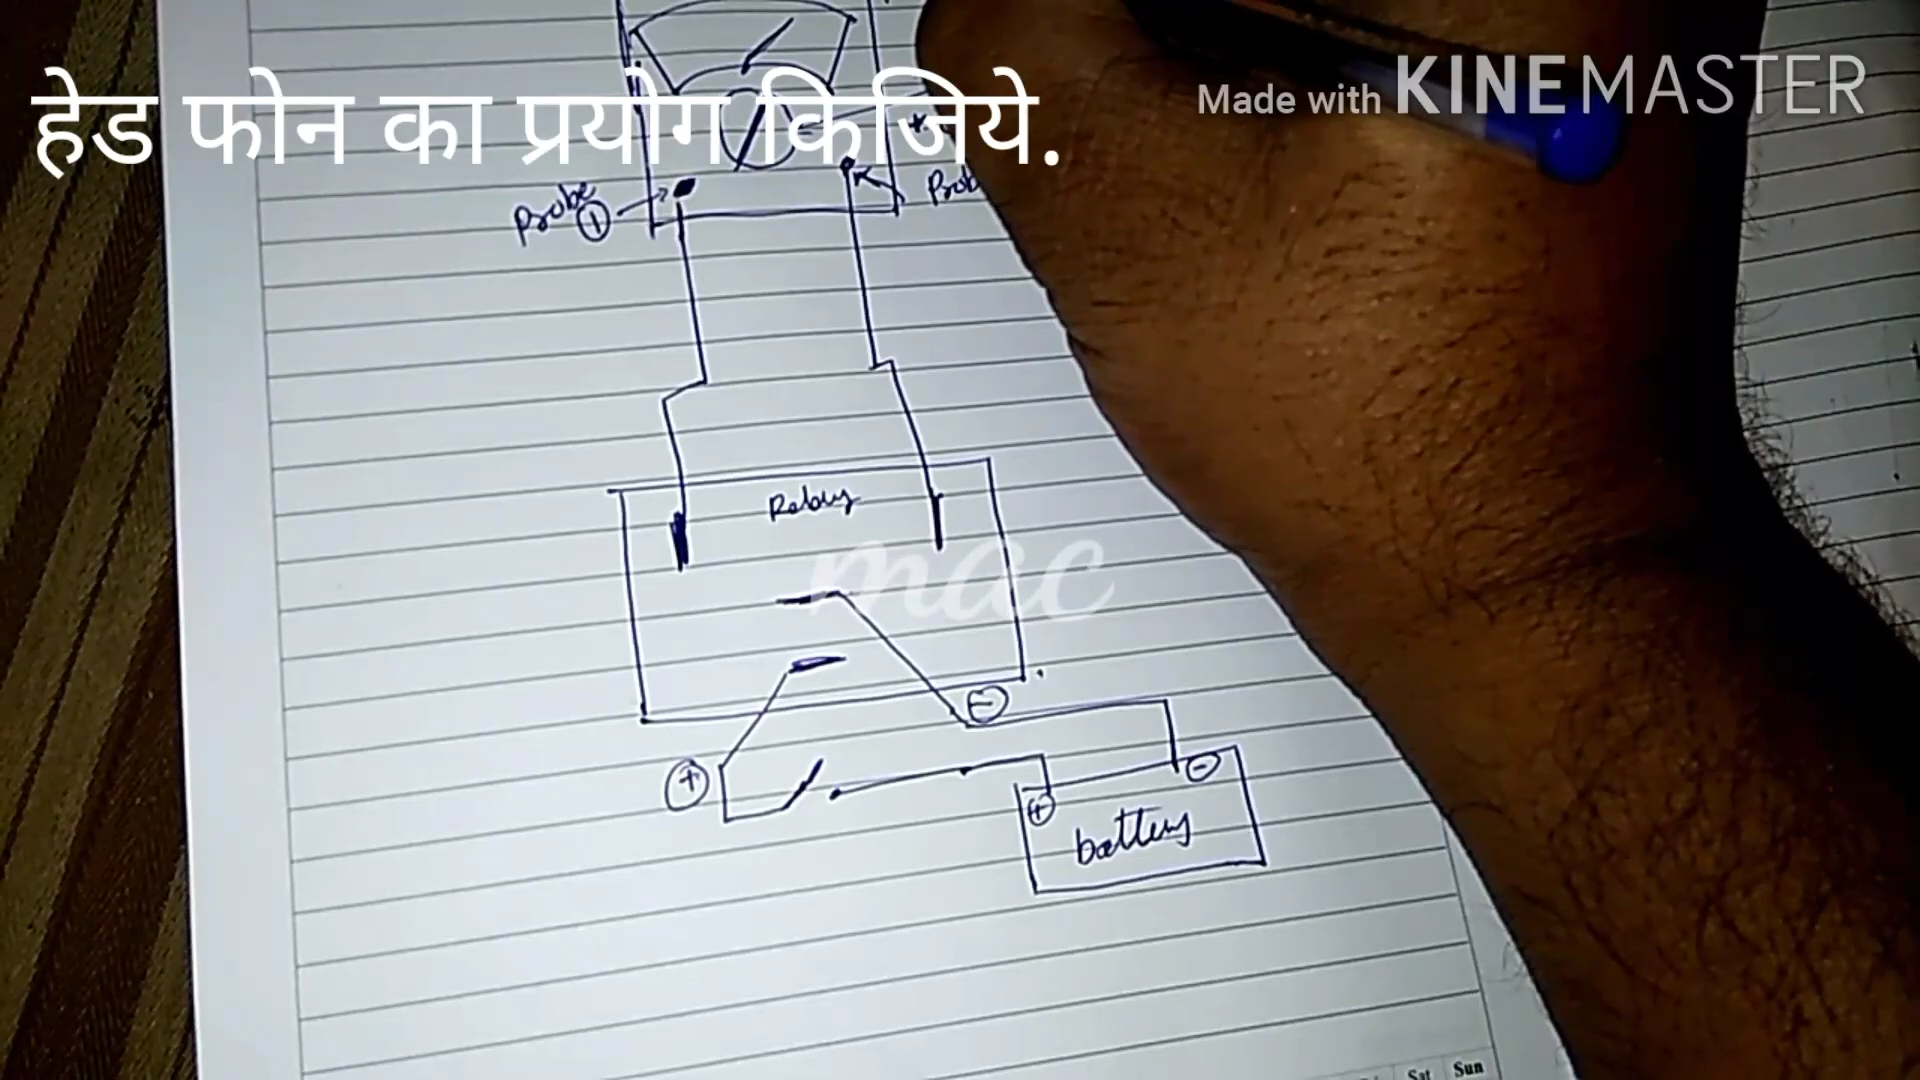 हेड फोन का प्रयोग किजिये.
Made with KINEMASTER
Probe
Relay
mac
+
-
-
+
battery
Sat Sun